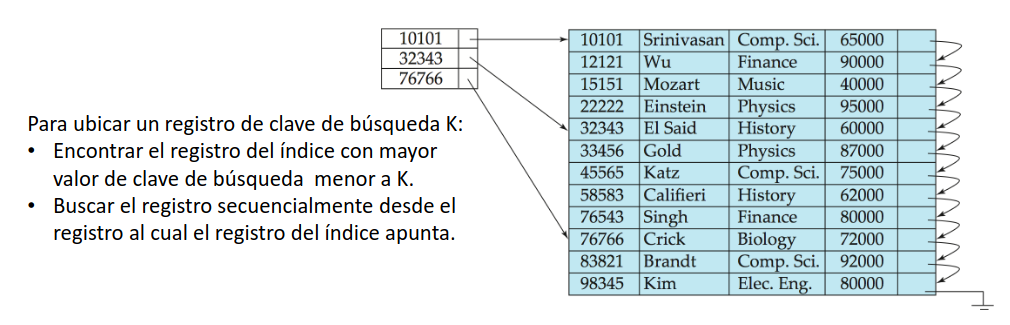 10101
32343
76766
Para ubicar un registro de clave de búsqueda K:
• Encontrar el registro del índice con mayor
valor de clave de búsqueda menor a K.
• Buscar el registro secuencialmente desde el
registro al cual el registro del índice apunta.
10101 Srinivasan Comp. Sci. 65000
12121 Wu Finance 90000
15151 Mozart Music 40000
22222 Einstein Physics 95000
32343 El Said History 60000
33456 Gold Physics 87000
45565 Katz Comp. Sci. 75000
58583 Califieri History 62000
76543 Singh Finance 80000
76766 Crick Biology 72000
83821 Brandt Comp. Sci. 92000
98345 Kim Elec. Eng. 80000